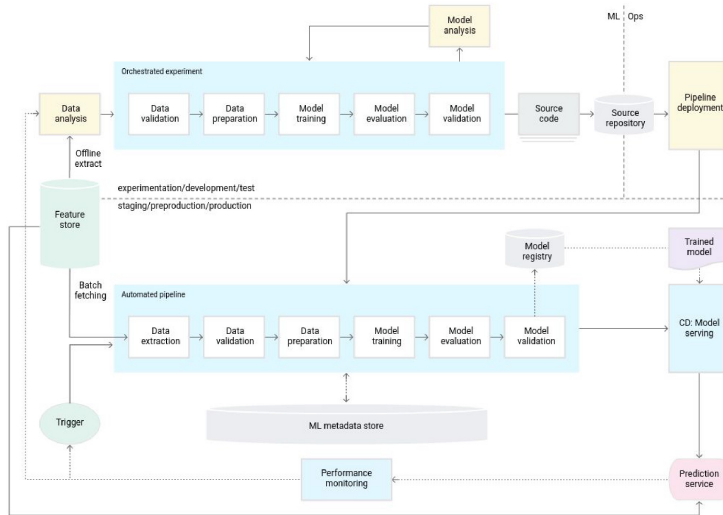 Model
analysis
ML
Ops
Orchestrated experiment
Data
analysis
Data
validation
Data
preparation
Model
training
Model
evaluation
Model
validation
Source
code
Source
repository
Pipeline
deployment
Offline
extract
experimentation/development/test
staging/preproduction/production
Feature
store
Model
registry
Trained
model
Batch
fetching
Automated pipeline
Data
extraction
Data
validation
Data
preparation
Model
training
Model
evaluation
Model
validation
CD: Model
serving
Trigger
ML metadata store
Performance
monitoring
Prediction
service